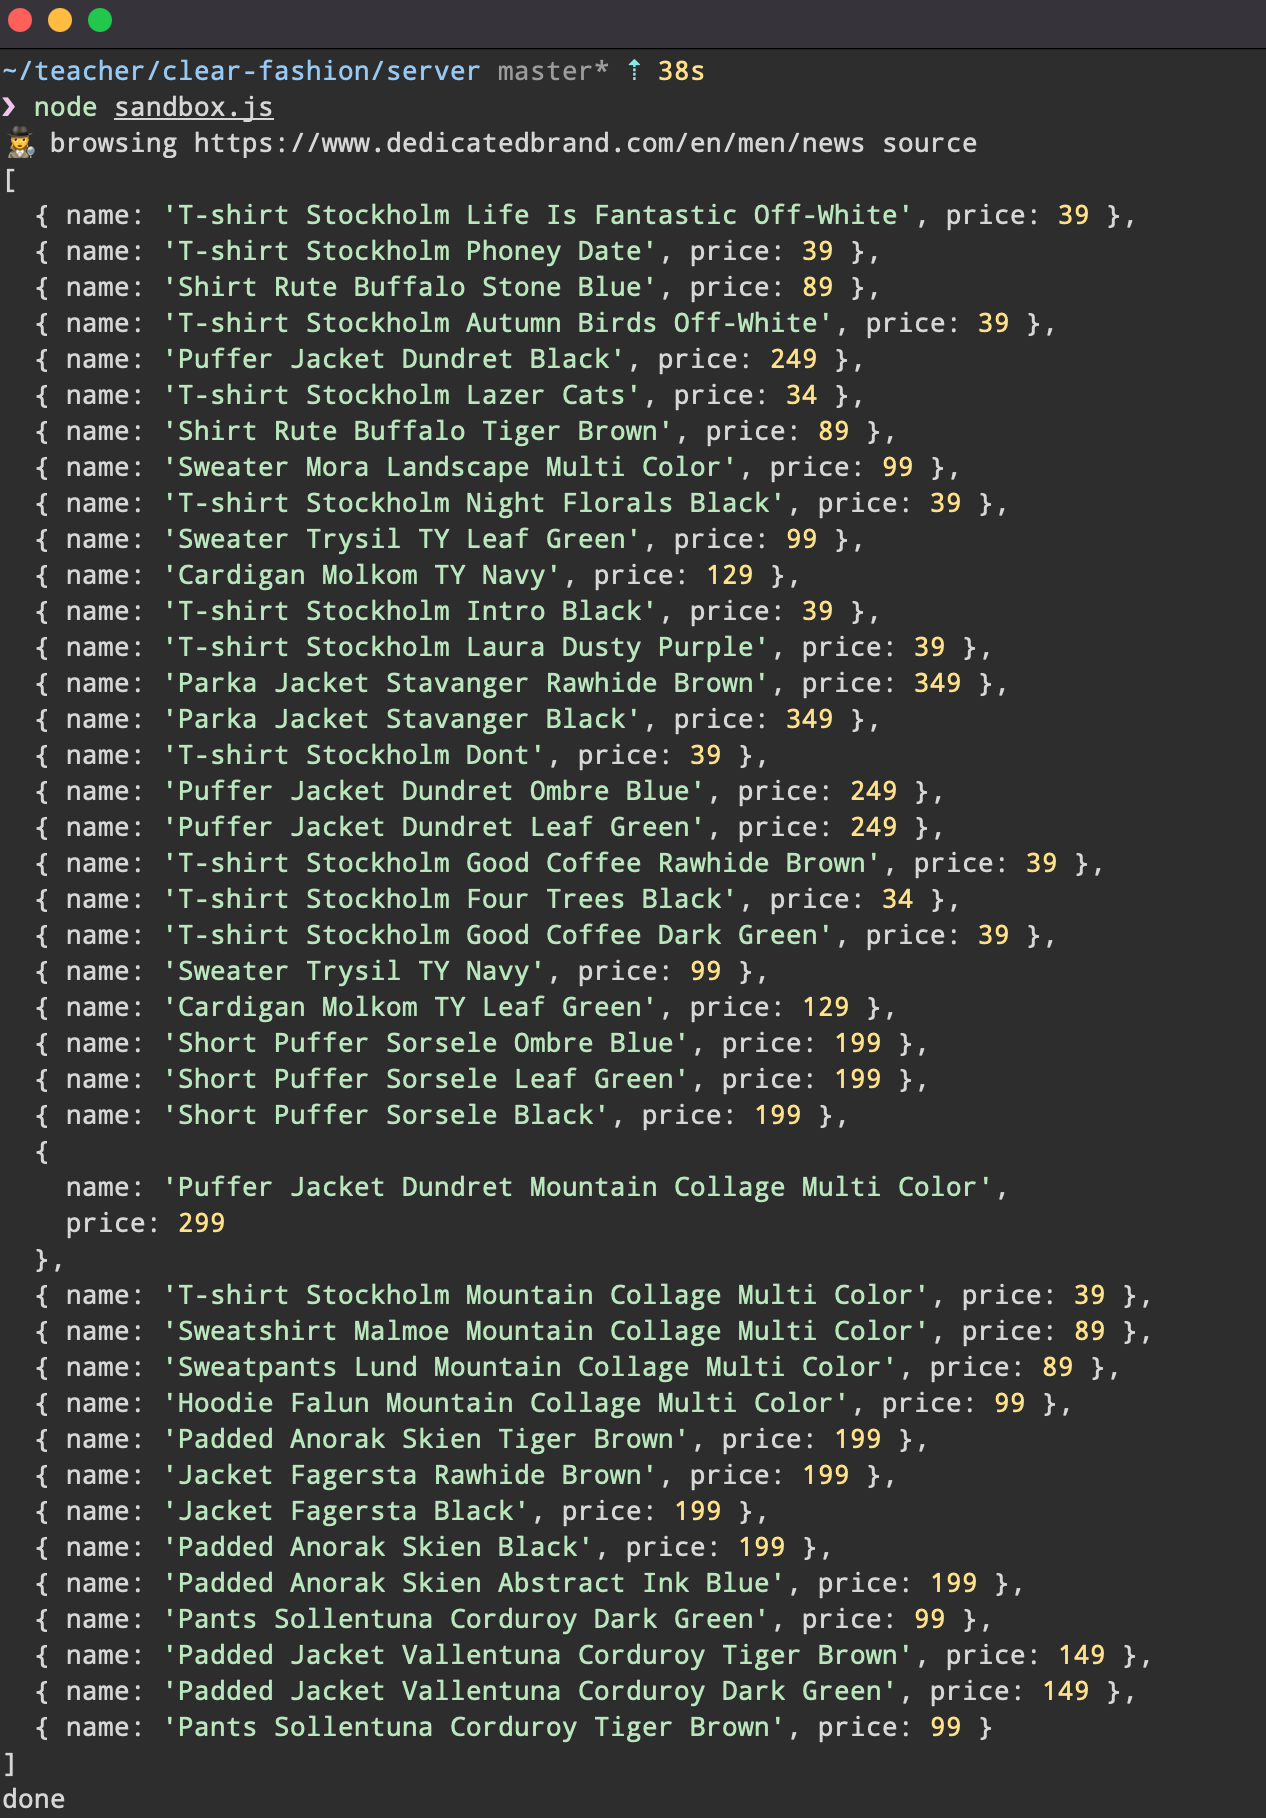 ~/teacher/clear-fashion/server master* ⇡ 38s
❯ node sandbox.js
🕵️ browsing https://www.dedicatedbrand.com/en/men/news source
[
  { name: 'T-shirt Stockholm Life Is Fantastic Off-White', price: 39 },
  { name: 'T-shirt Stockholm Phoney Date', price: 39 },
  { name: 'Shirt Rute Buffalo Stone Blue', price: 89 },
  { name: 'T-shirt Stockholm Autumn Birds Off-White', price: 39 },
  { name: 'Puffer Jacket Dundret Black', price: 249 },
  { name: 'T-shirt Stockholm Lazer Cats', price: 34 },
  { name: 'Shirt Rute Buffalo Tiger Brown', price: 89 },
  { name: 'Sweater Mora Landscape Multi Color', price: 99 },
  { name: 'T-shirt Stockholm Night Florals Black', price: 39 },
  { name: 'Sweater Trysil TY Leaf Green', price: 99 },
  { name: 'Cardigan Molkom TY Navy', price: 129 },
  { name: 'T-shirt Stockholm Intro Black', price: 39 },
  { name: 'T-shirt Stockholm Laura Dusty Purple', price: 39 },
  { name: 'Parka Jacket Stavanger Rawhide Brown', price: 349 },
  { name: 'Parka Jacket Stavanger Black', price: 349 },
  { name: 'T-shirt Stockholm Dont', price: 39 },
  { name: 'Puffer Jacket Dundret Ombre Blue', price: 249 },
  { name: 'Puffer Jacket Dundret Leaf Green', price: 249 },
  { name: 'T-shirt Stockholm Good Coffee Rawhide Brown', price: 39 },
  { name: 'T-shirt Stockholm Four Trees Black', price: 34 },
  { name: 'T-shirt Stockholm Good Coffee Dark Green', price: 39 },
  { name: 'Sweater Trysil TY Navy', price: 99 },
  { name: 'Cardigan Molkom TY Leaf Green', price: 129 },
  { name: 'Short Puffer Sorsele Ombre Blue', price: 199 },
  { name: 'Short Puffer Sorsele Leaf Green', price: 199 },
  { name: 'Short Puffer Sorsele Black', price: 199 },
  {
    name: 'Puffer Jacket Dundret Mountain Collage Multi Color',
    price: 299
  },
  { name: 'T-shirt Stockholm Mountain Collage Multi Color', price: 39 },
  { name: 'Sweatshirt Malmoe Mountain Collage Multi Color', price: 89 },
  { name: 'Sweatpants Lund Mountain Collage Multi Color', price: 89 },
  { name: 'Hoodie Falun Mountain Collage Multi Color', price: 99 },
  { name: 'Padded Anorak Skien Tiger Brown', price: 199 },
  { name: 'Jacket Fagersta Rawhide Brown', price: 199 },
  { name: 'Jacket Fagersta Black', price: 199 },
  { name: 'Padded Anorak Skien Black', price: 199 },
  { name: 'Padded Anorak Skien Abstract Ink Blue', price: 199 },
  { name: 'Pants Sollentuna Corduroy Dark Green', price: 99 },
  { name: 'Padded Jacket Vallentuna Corduroy Tiger Brown', price: 149 },
  { name: 'Padded Jacket Vallentuna Corduroy Dark Green', price: 149 },
  { name: 'Pants Sollentuna Corduroy Tiger Brown', price: 99 }
]
done